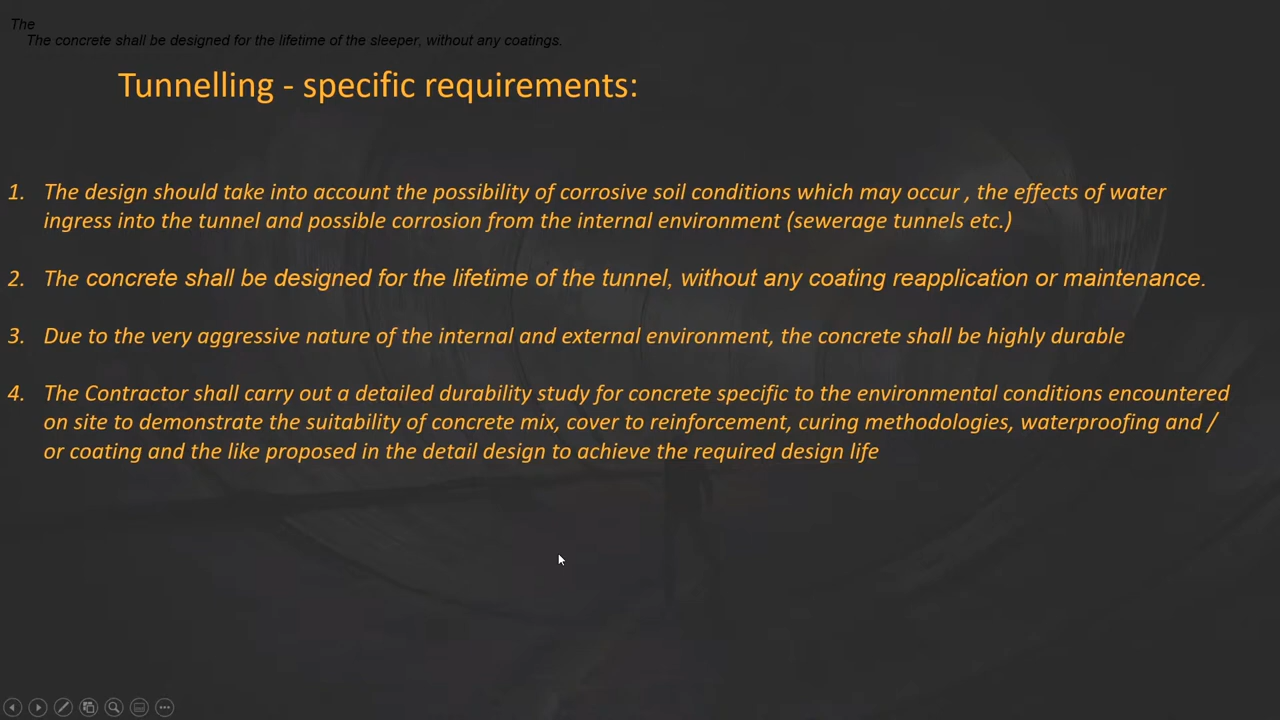 The
The concrete shall be designed for the lifetime of the sleeper, without any coatings.
Tunnelling - specific requirements:
1. The design should take into account the possibility of corrosive soil conditions which may occur , the effects of water
ingress into the tunnel and possible corrosion from the internal environment (sewerage tunnels etc.)
2. The concrete shall be designed for the lifetime of the tunnel, without any coating reapplication or maintenance.
3. Due to the very aggressive nature of the internal and external environment, the concrete shall be highly durable
4. The Contractor shall carry out a detailed durability study for concrete specific to the environmental conditions encountered
on site to demonstrate the suitability of concrete mix, cover to reinforcement, curing methodologies, waterproofing and /
or coating and the like proposed in the detail design to achieve the required design life